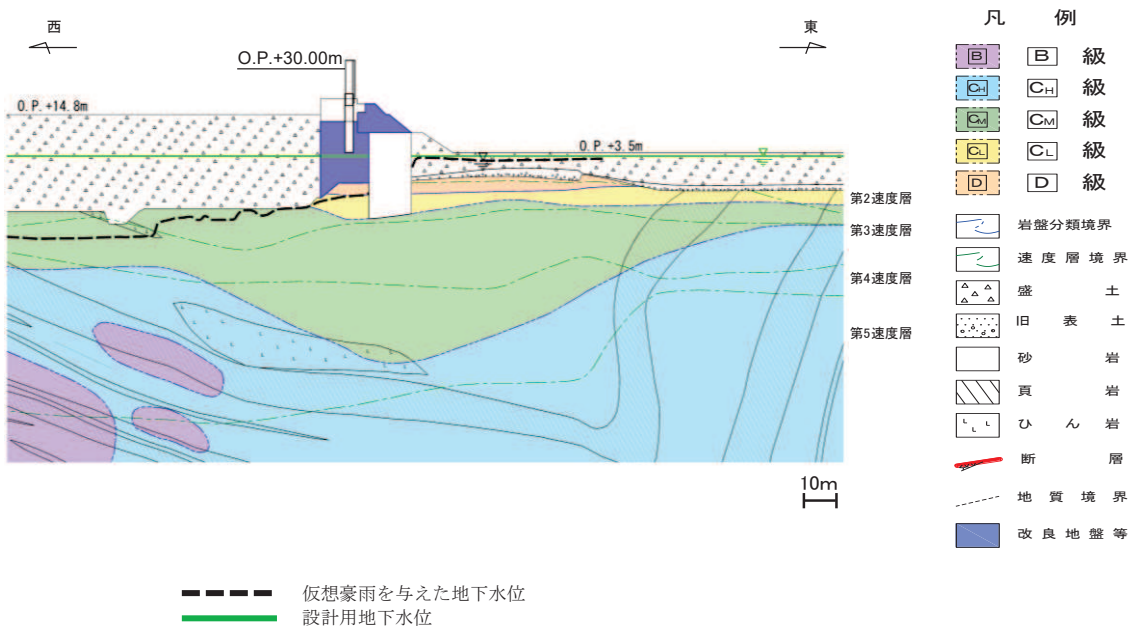 西
東
O.P.+30.00m
O.P.+14.8m
O.P.+3.5m
第2速度層
第3速度層
第4速度層
第5速度層
10m
凡 例
B B 級
CH CH 級
CM CM 級
CL CL 級
D D 級
岩盤分類境界
速度層境界
盛土
旧表土
砂岩
頁岩
ひん岩
断層
地質境界
改良地盤等
仮想豪雨を与えた地下水位
設計用地下水位